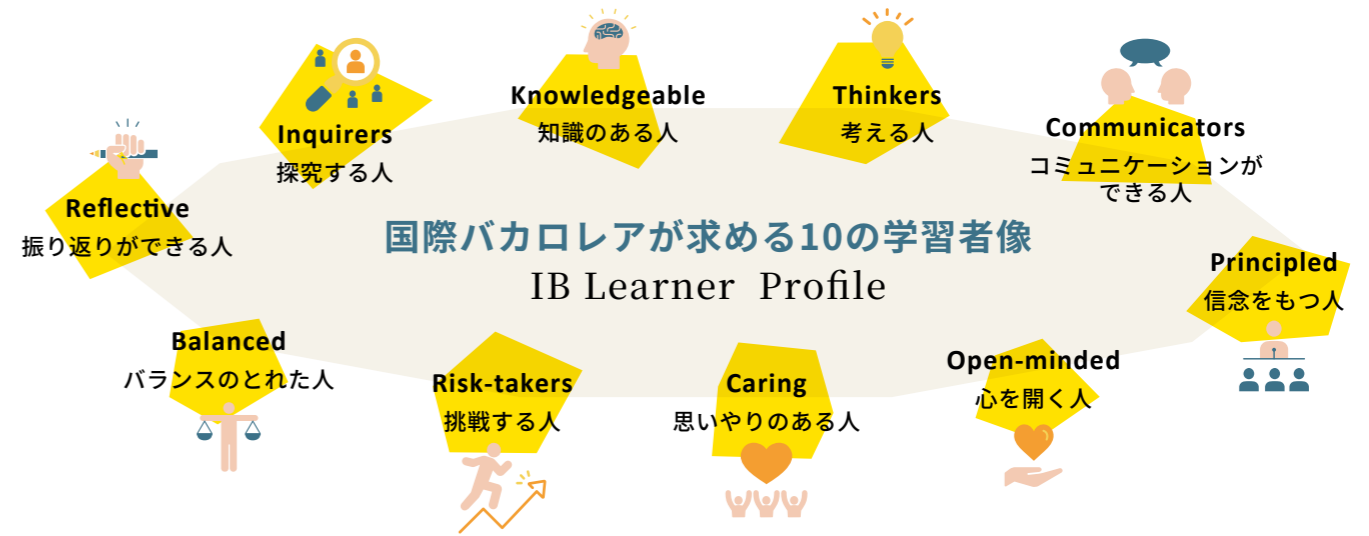 国際バカロレアが求める10の学習者像
IB Learner Profile
Inquirers
探究する人
Knowledgeable
知識のある人
Thinkers
考える人
Communicators
コミュニケーションが
できる人
Principled
信念をもつ人
Open-minded
心を開く人
Caring
思いやりのある人
Risk-takers
挑戦する人
Balanced
バランスのとれた人
Reflective
振り返りができる人